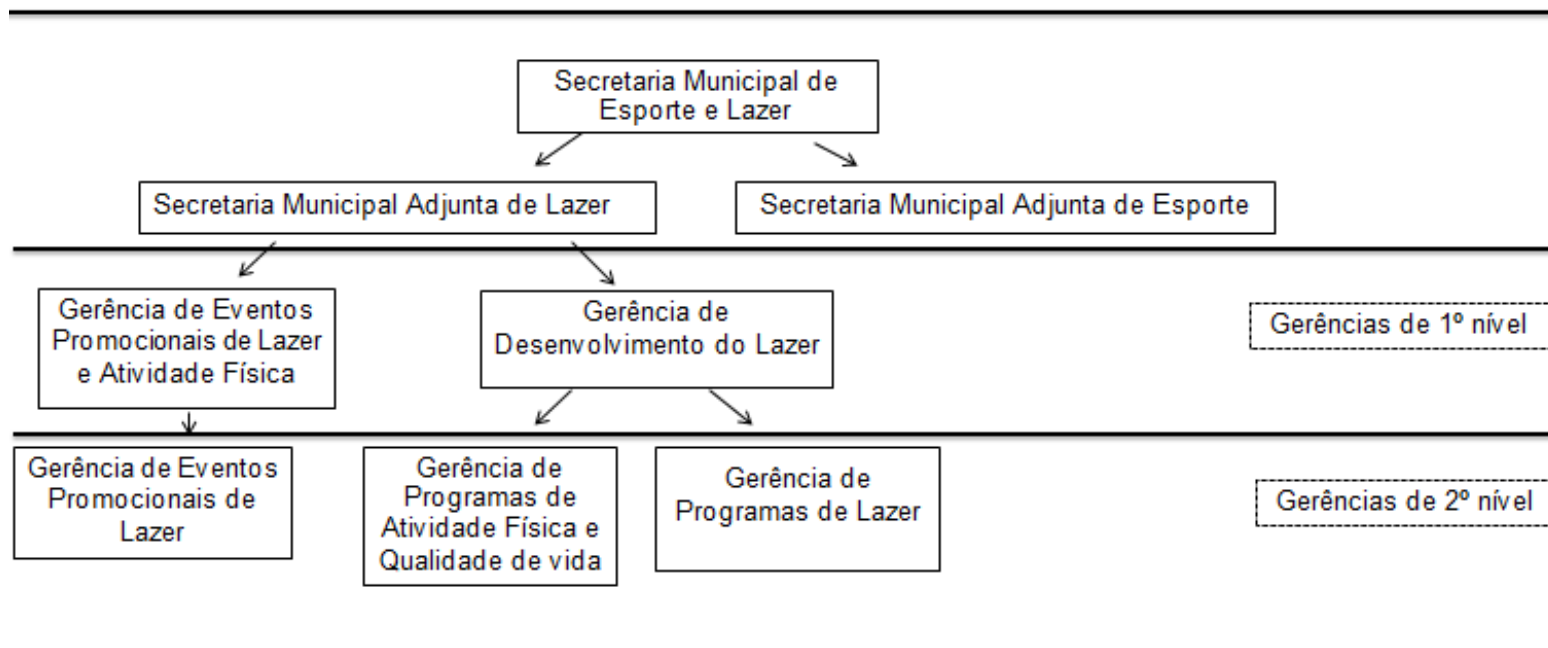 Secretaria Municipal de
Esporte e Lazer
Secretaria Municipal Adjunta de Lazer
Secretaria Municipal Adjunta de Esporte
Gerência de Eventos
Promocionais de Lazer
e Atividade Física
Gerência de
Desenvolvimento do Lazer
Gerências de 1º nível
Gerência de Eventos
Promocionais de
Lazer
Gerência de
Programas de
Atividade Física e
Qualidade de vida
Gerência de
Programas de Lazer
Gerências de 2º nível